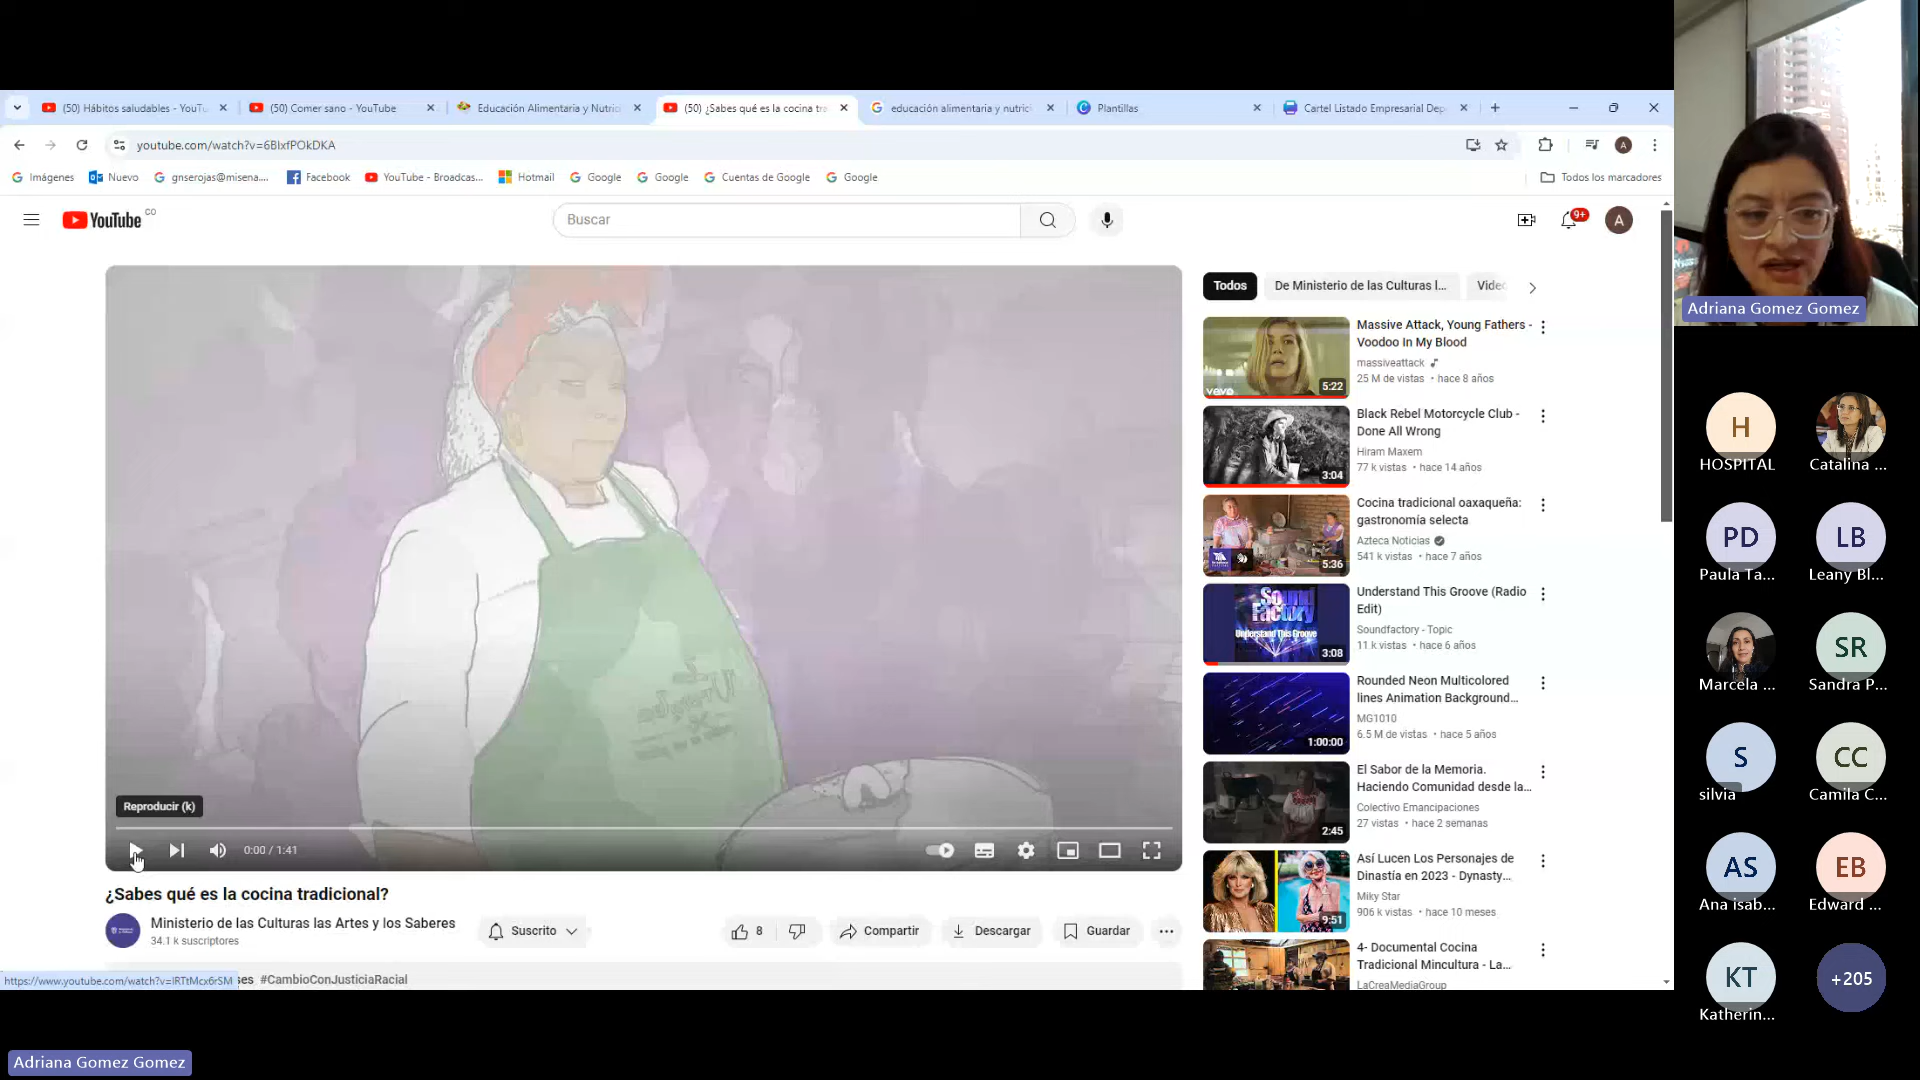 (50) Hábitos saludables - YouTu
(50) Comer sano - YouTube
Educación Alimentaria y Nutric
(50) ¿Sabes qué es la cocina tra
educación alimentaria y nutric
Plantillas
Cartel Listado Empresarial Dep
youtube.com/watch?v=6BIxfPOkDKA
A
Imágenes
Nuevo
gnserojas@misena....
Facebook
YouTube - Broadcas...
Hotmail
Google
Google
Cuentas de Google
Google
Todos los marcadores
YouTube CO
Buscar
9+
A
Todos
De Ministerio de las Culturas l...
Video
Massive Attack, Young Fathers -
Voodoo In My Blood
massiveattack
25 M de vistas • hace 8 años
vevo
5:22
Black Rebel Motorcycle Club -
Done All Wrong
Hiram Maxem
77 k vistas • hace 14 años
3:04
Cocina tradicional oaxaqueña:
gastronomía selecta
Azteca Noticias
541 k vistas • hace 7 años
5:36
Understand This Groove (Radio
Edit)
Soundfactory - Topic
11 k vistas • hace 6 años
Sound
Factory
Understand This Groove
3:08
Rounded Neon Multicolored
lines Animation Background...
MG1010
6.5 M de vistas • hace 5 años
1:00:00
El Sabor de la Memoria.
Haciendo Comunidad desde la...
Colectivo Emancipaciones
27 vistas • hace 2 semanas
2:45
Así Lucen Los Personajes de
Dinastía en 2023 - Dynasty...
Miky Star
906 k vistas • hace 10 meses
9:51
4- Documental Cocina
Tradicional Mincultura - La...
LaCreaMediaGroup
Reproducir (k)
0:00 / 1:41
¿Sabes qué es la cocina tradicional?
Ministerio de las Culturas las Artes y los Saberes
34.1 k suscriptores
Suscrito
8
Compartir
Descargar
Guardar
ses #CambioConJusticiaRacial
Adriana Gomez Gomez
Adriana Gomez Gomez
H
HOSPITAL
Catalina ...
PD
Paula Ta...
LB
Leany Bl...
Marcela ...
SR
Sandra P...
S
silvia
CC
Camila C...
AS
Ana isab...
EB
Edward ...
KT
Katherin...
+205